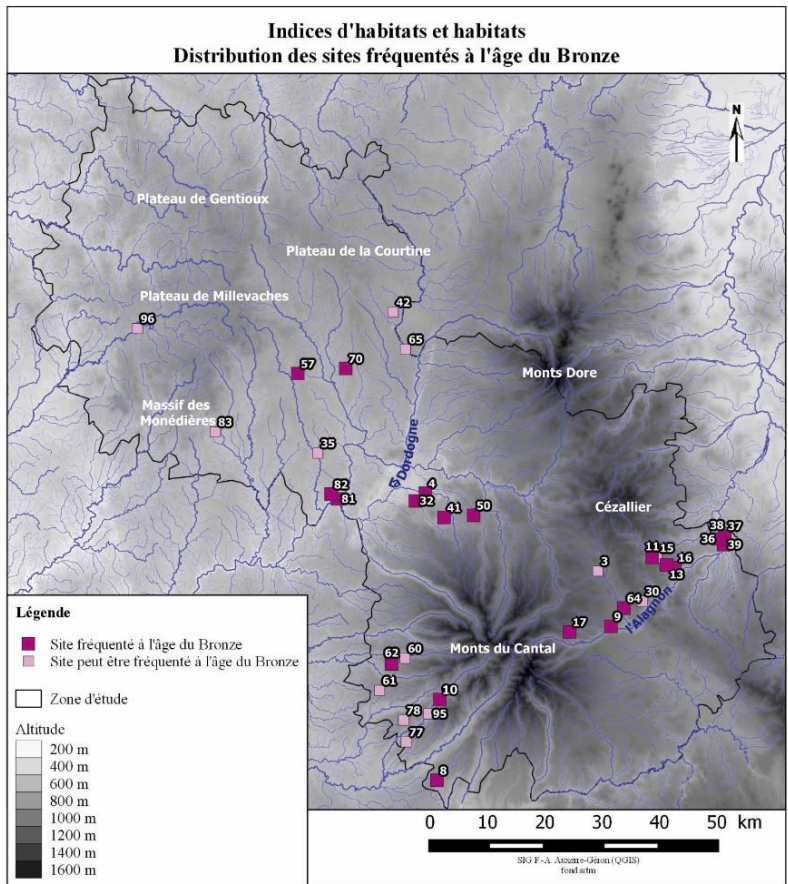 Indices d'habitats et habitats
Distribution des sites fréquentés à l'âge du Bronze
N
Plateau de Gentioux
Plateau de la Courtine
Plateau de Millevaches
42
96
65
57
70
Monts Dore
Massif des
Monédières
83
35
la Dordogne
82
81
4
32
41
50
Cézallier
38
37
36
39
11
15
16
13
3
30
64
l'Alagnon
9
17
Monts du Cantal
62
60
61
10
95
78
77
8
Légende
Site fréquenté à l'âge du Bronze
Site peut être fréquenté à l'âge du Bronze
Zone d'étude
Altitude
200 m
400 m
600 m
800 m
1000 m
1200 m
1400 m
1600 m
0 10 20 30 40 50 km
SIG F.-A. Auxerre-Géron (QGIS)
fond srtm